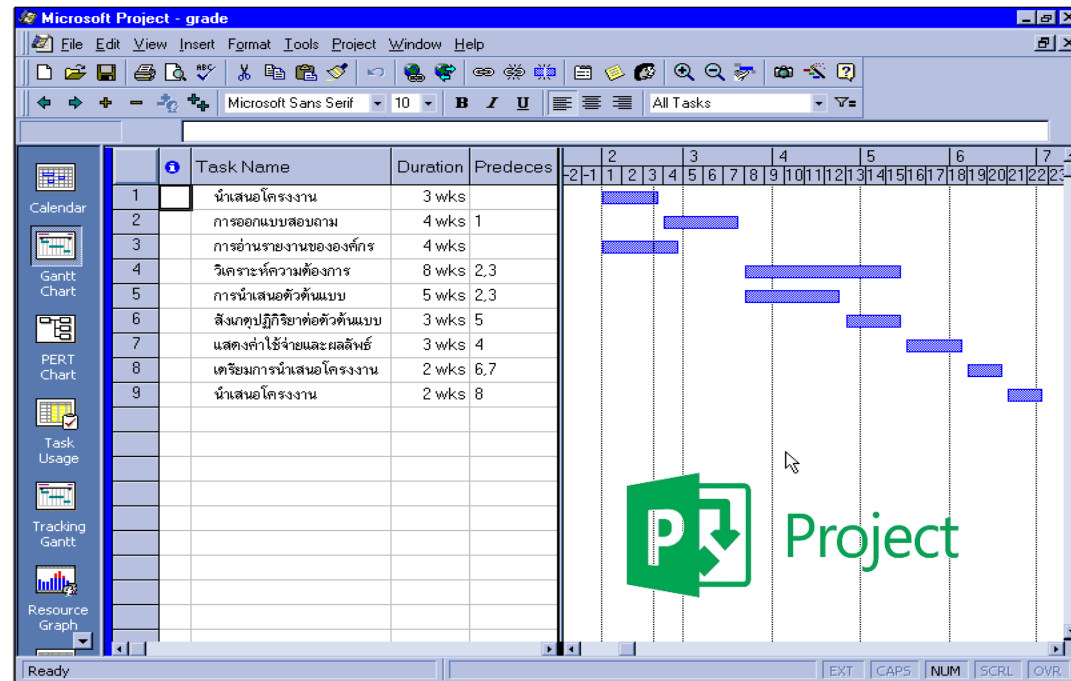 Microsoft Project - grade
File Edit View Insert Format Tools Project Window Help
Microsoft Sans Serif 10 B I U All Tasks
Task Name Duration Predeces
2 3 4 5 6 7
-2 -1 1 2 3 4 5 6 7 8 9 10 11 12 13 14 15 16 17 18 19 20 21 22 23
1 นำเสนอโครงงาน 3 wks
2 การออกแบบสอบถาม 4 wks 1
3 การอ่านรายงานขององค์กร 4 wks
4 วิเคราะห์ความต้องการ 8 wks 2,3
5 การนำเสนอตัวต้นแบบ 5 wks 2,3
6 สังเกตุปฏิกิริยาต่อตัวต้นแบบ 3 wks 5
7 แสดงค่าใช้จ่ายและผลลัพธ์ 3 wks 4
8 เตรียมการนำเสนอโครงงาน 2 wks 6,7
9 นำเสนอโครงงาน 2 wks 8
Calendar
Gantt
Chart
PERT
Chart
Task
Usage
Tracking
Gantt
Resource
Graph
P Project
Ready EXT CAPS NUM SCRL OVR